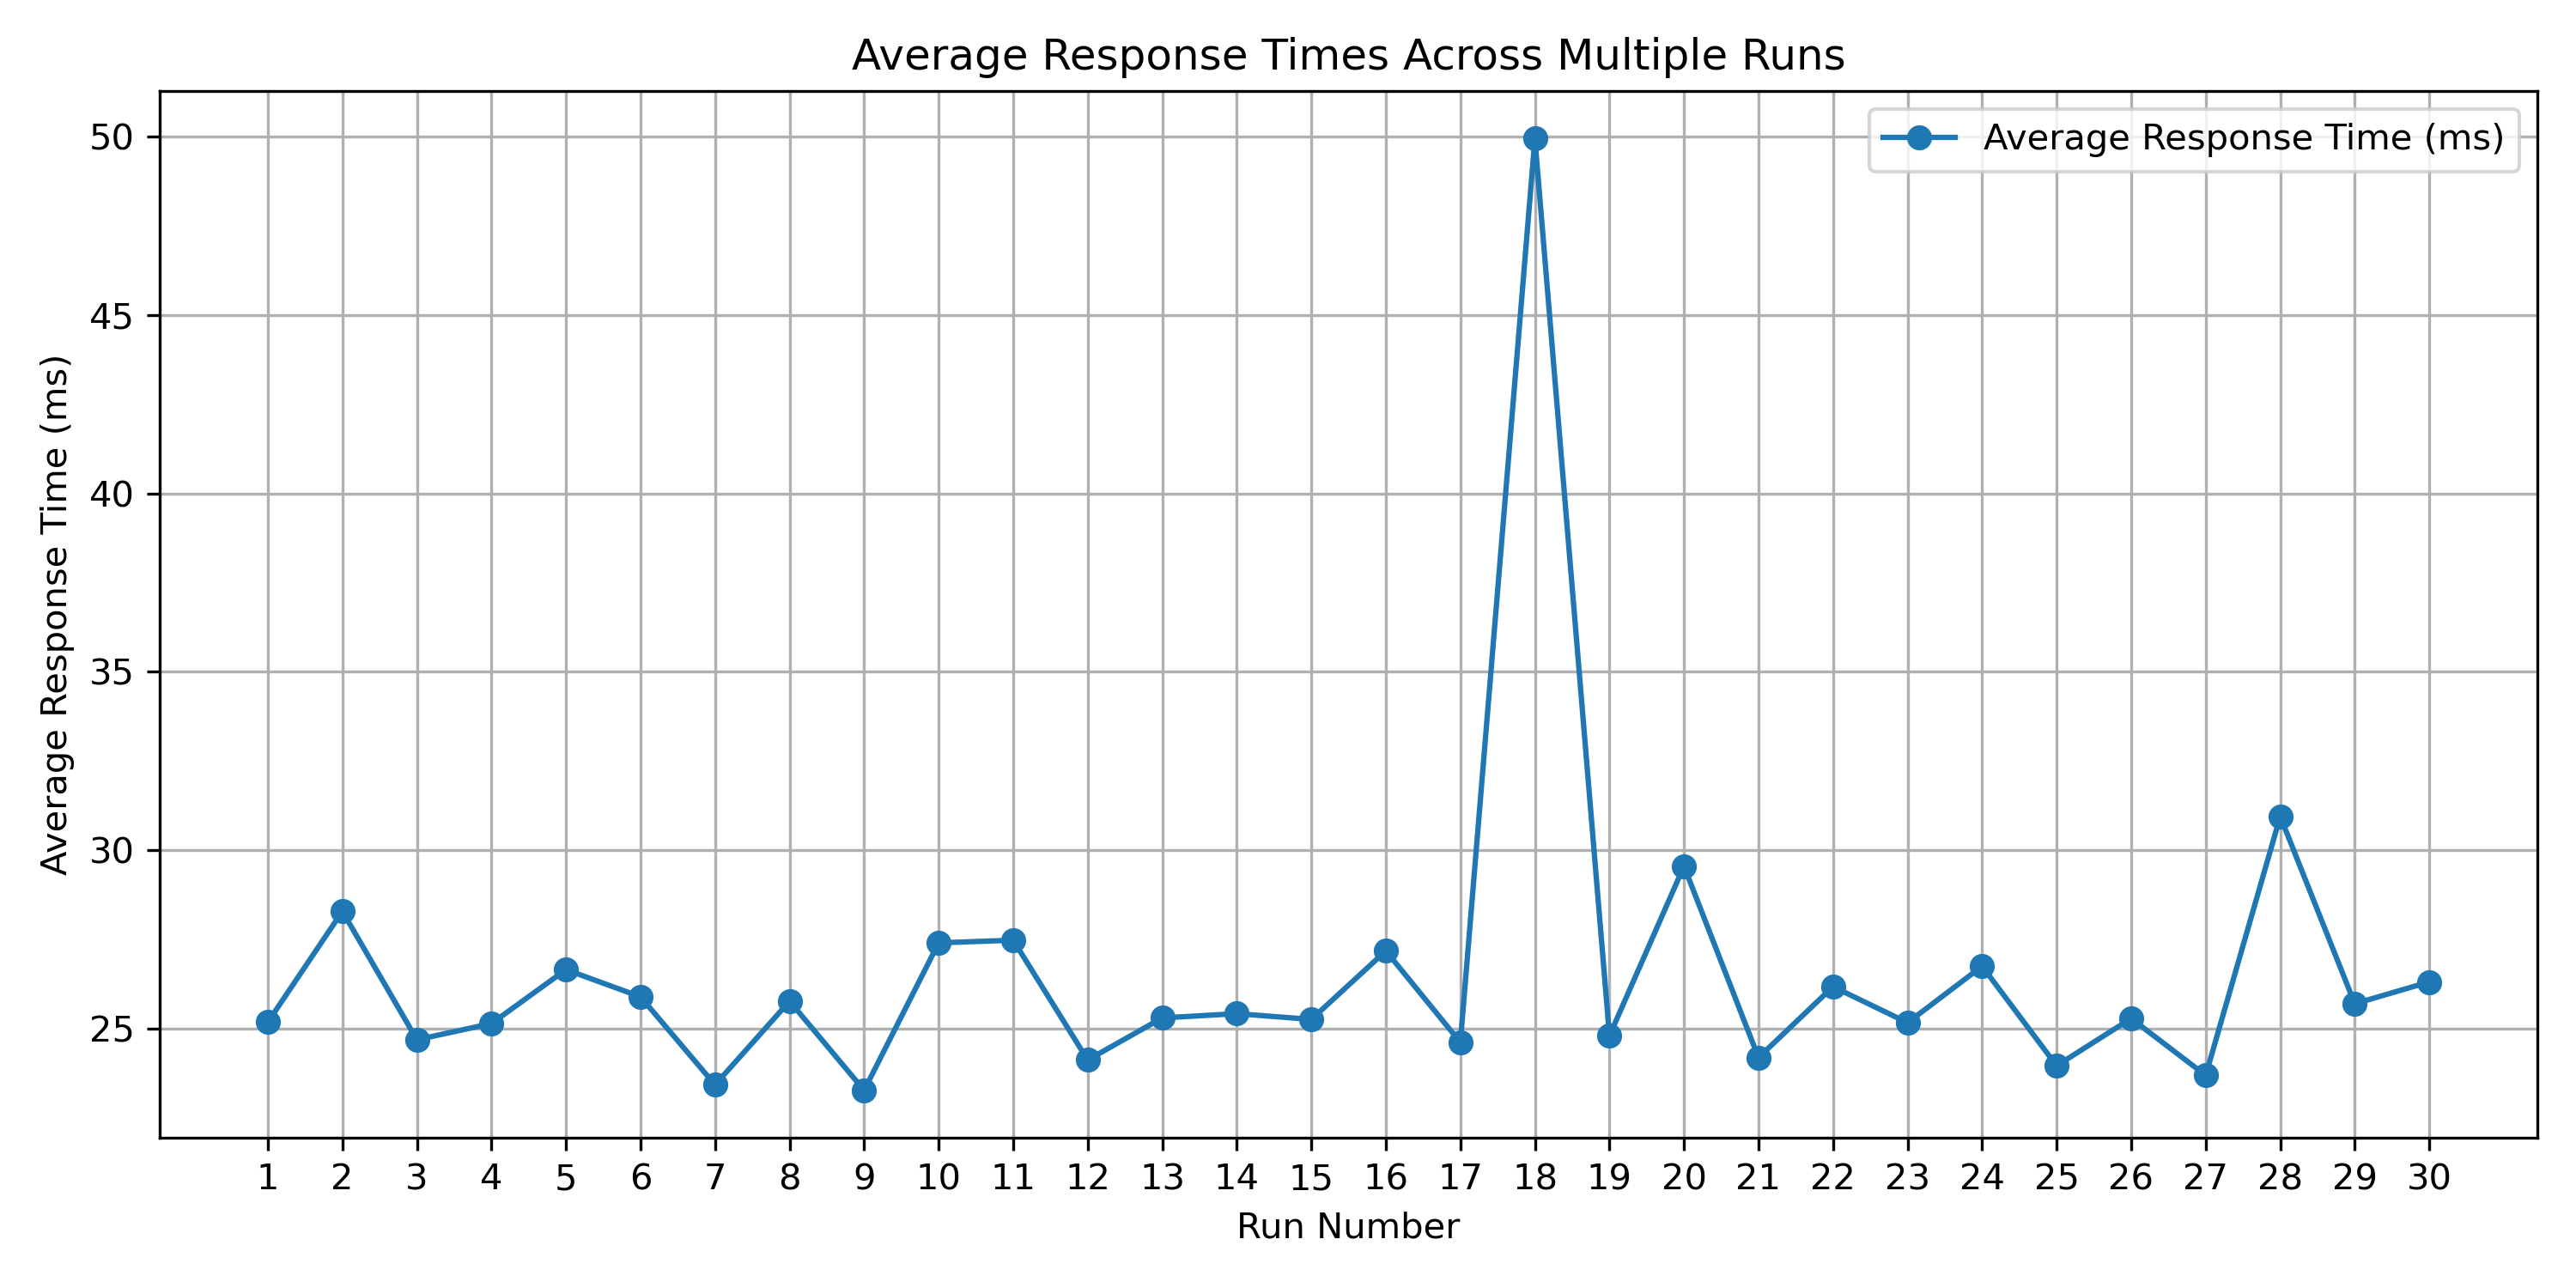 Average Response Times Across Multiple Runs
Average Response Time (ms)
50
45
40
35
30
25
Average Response Time (ms)
1 2 3 4 5 6 7 8 9 10 11 12 13 14 15 16 17 18 19 20 21 22 23 24 25 26 27 28 29 30
Run Number